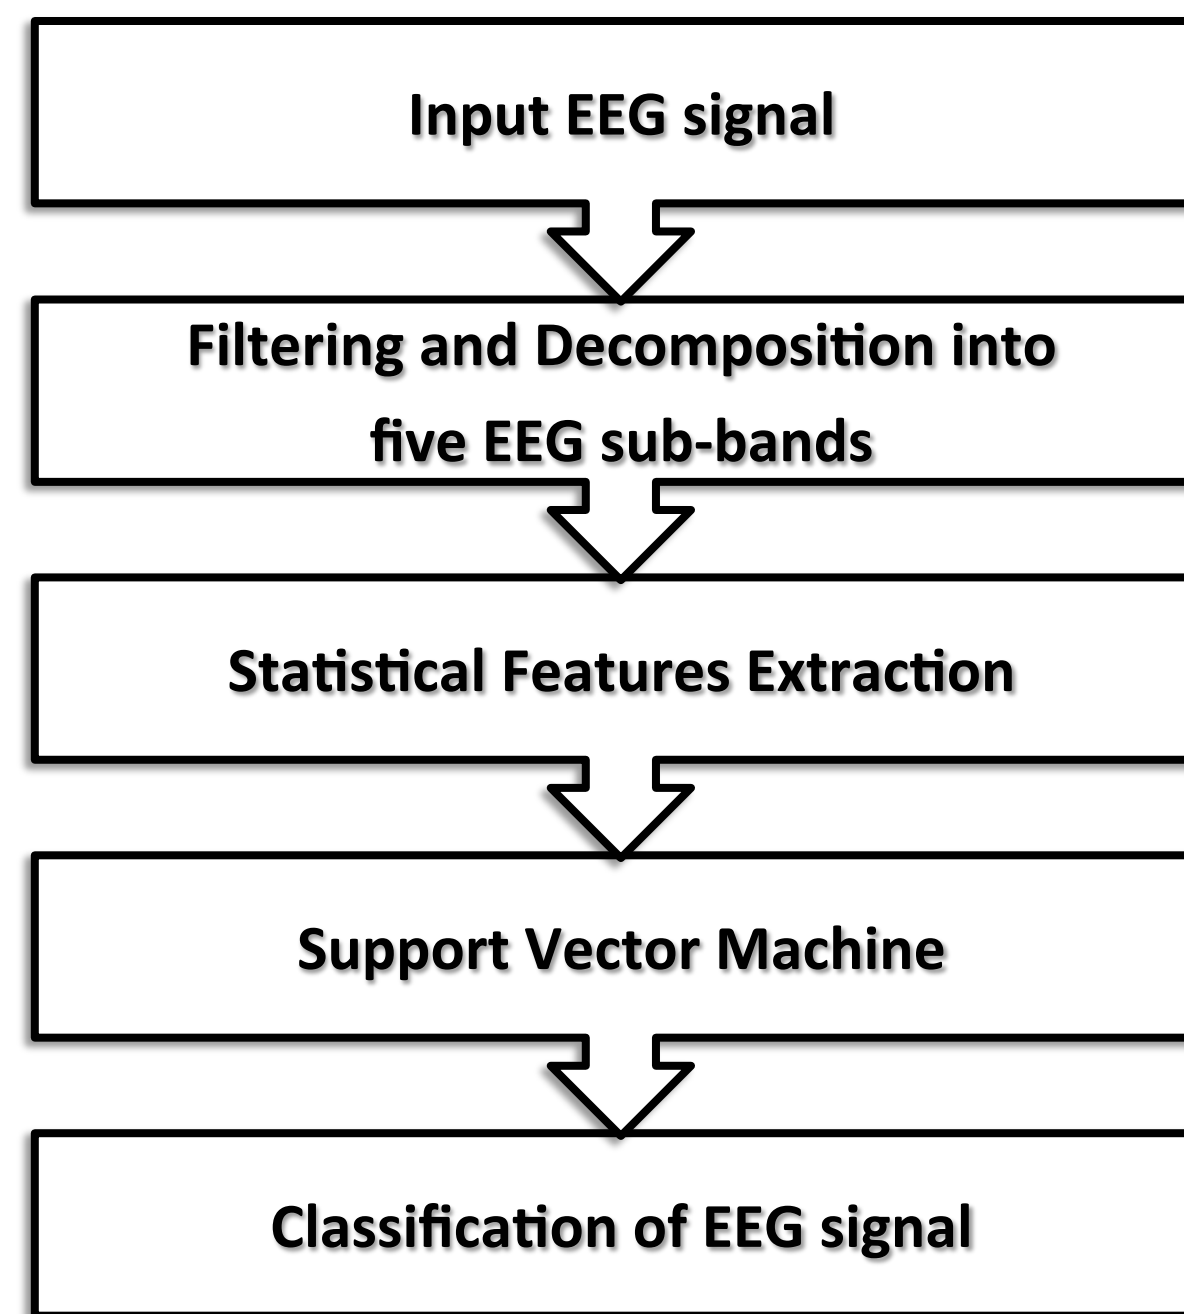 Input EEG signal
Filtering and Decomposition into
five EEG sub-bands
Statistical Features Extraction
Support Vector Machine
Classification of EEG signal